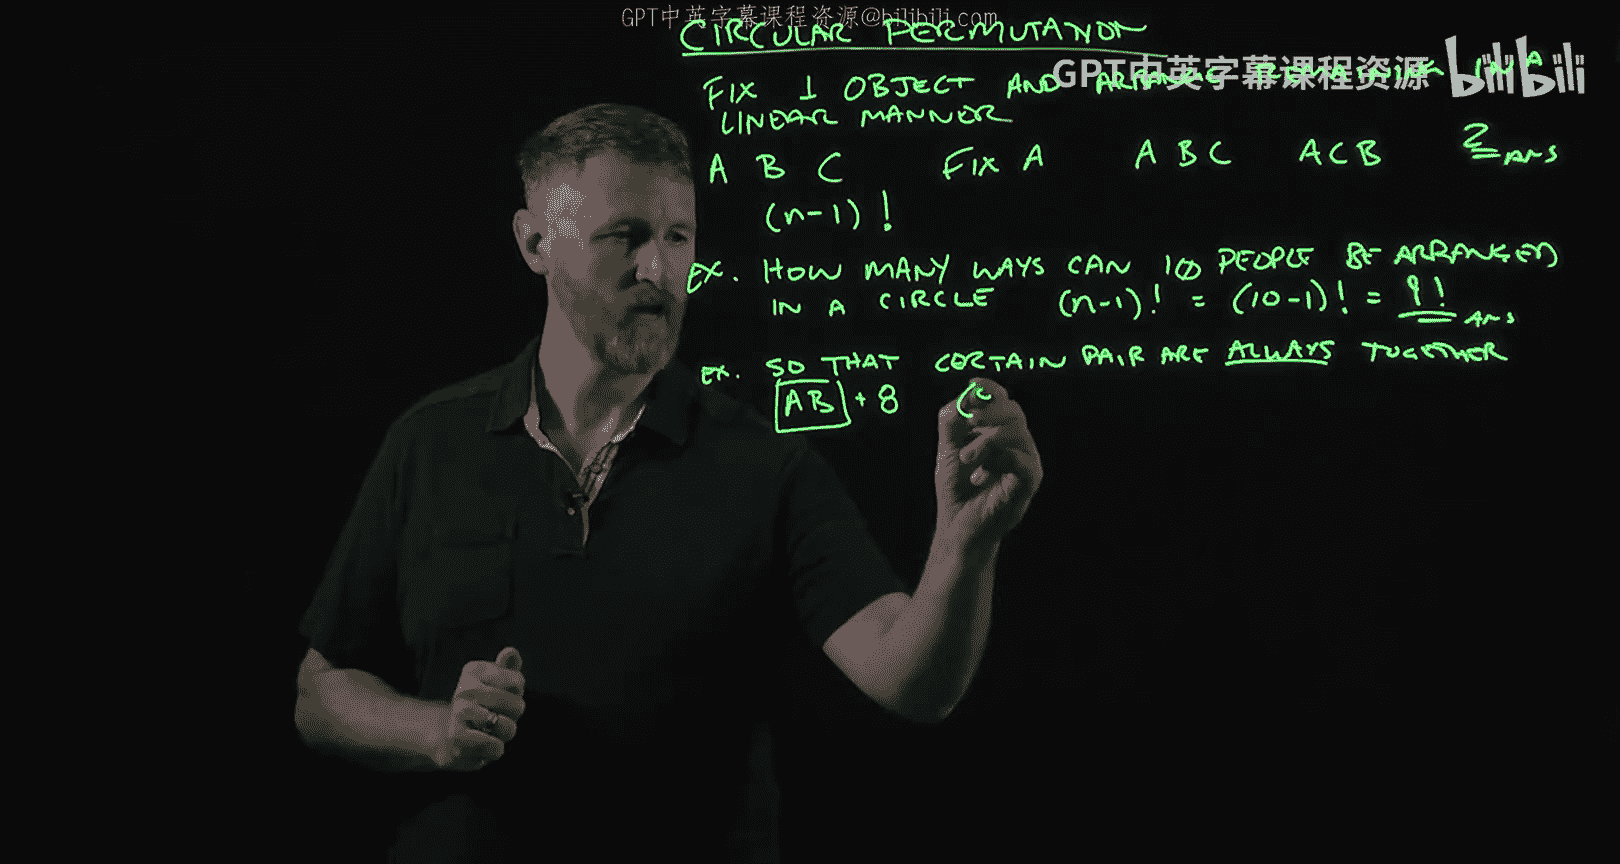 GPT中英字幕课程资源@bilibili.com
CIRCULAR PERMUTATION
GPT中英字幕课程资源 bilibili
FIX 1 OBJECT AND ARRANGE REMAINING IN A
LINEAR MANNER
A B C FIX A A B C A C B 2 ANS
(n-1)!
EX. HOW MANY WAYS CAN 10 PEOPLE BE ARRANGED
IN A CIRCLE (n-1)! = (10-1)! = 9! ANS
EX. SO THAT CERTAIN PAIR ARE ALWAYS TOGETHER
AB + 8 (